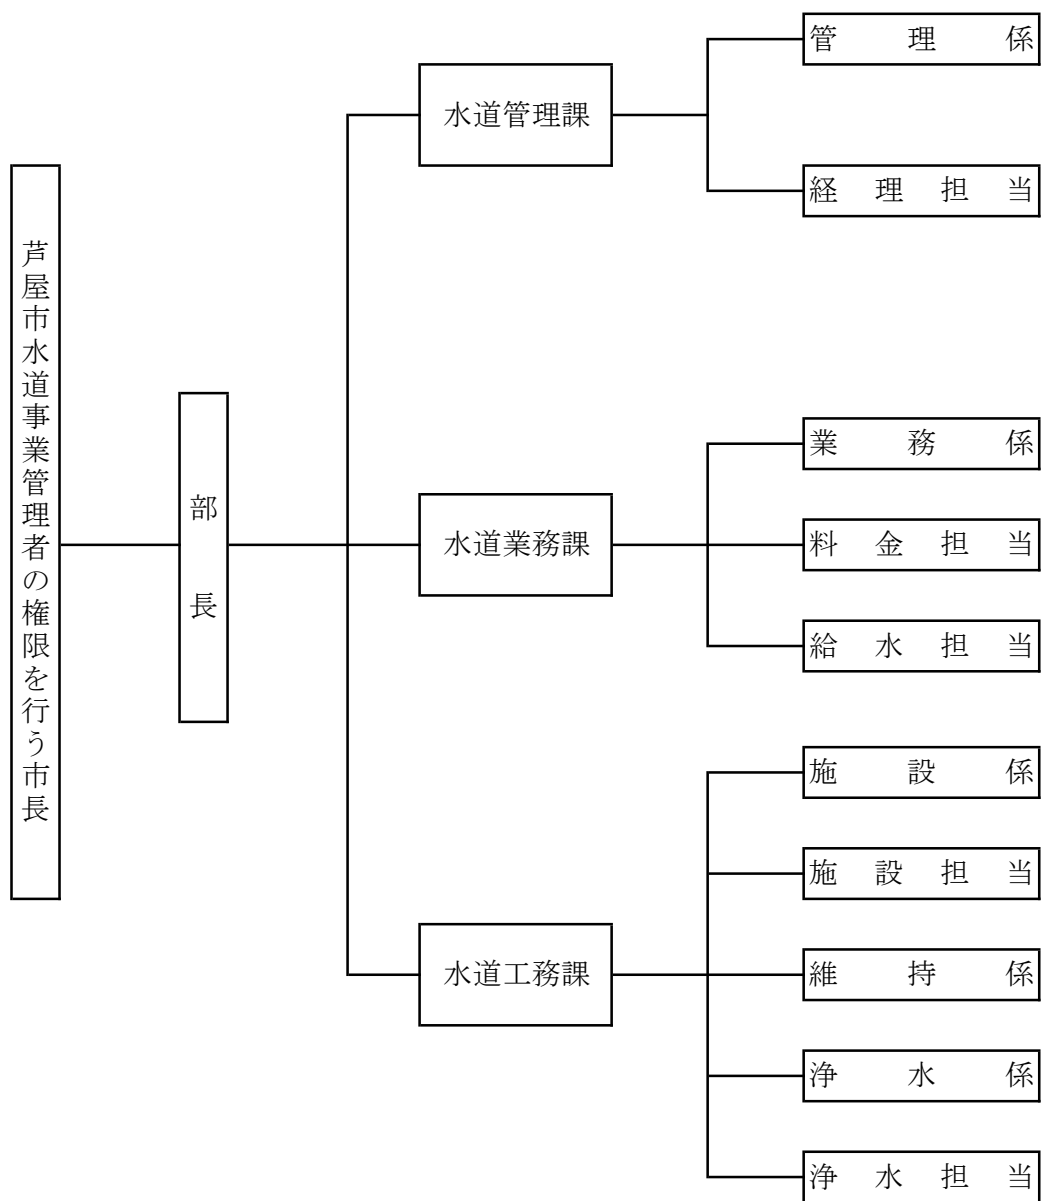 芦屋市水道事業管理者の権限を行う市長
部長
水道管理課
管理係
経理担当
水道業務課
業務係
料金担当
給水担当
水道工務課
施設係
施設担当
維持係
浄水係
浄水担当